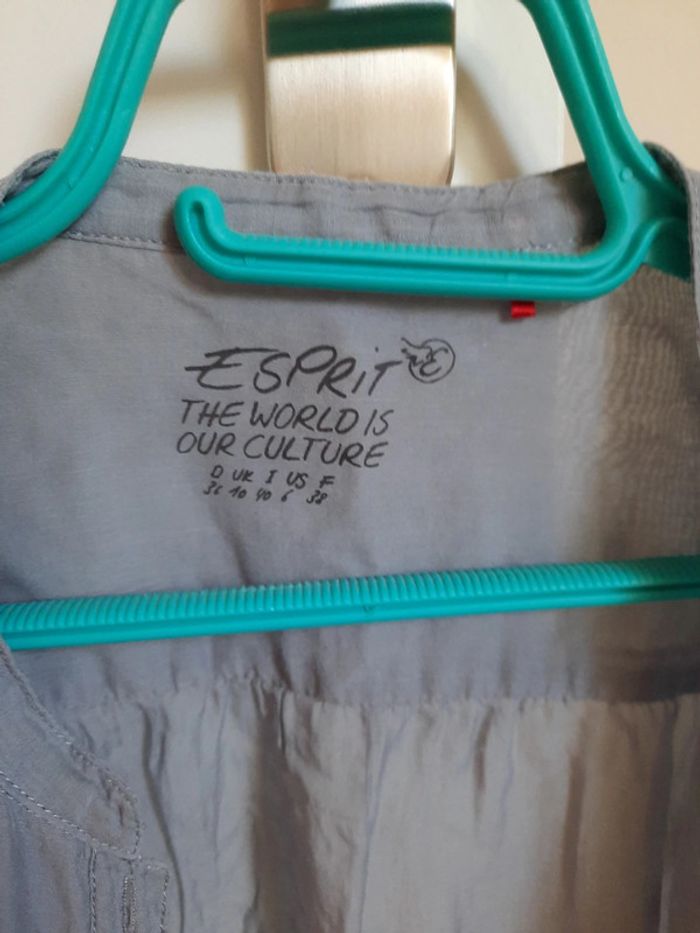 ESPRIT
THE WORLD IS
OUR CULTURE
D UK I US F
36 10 40 6 38